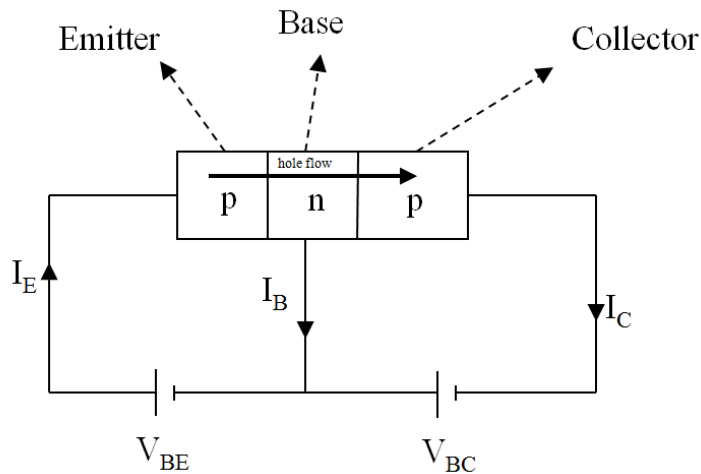 Emitter
Base
Collector
hole flow
p
n
p
I_E
I_B
I_C
V_BE
V_BC